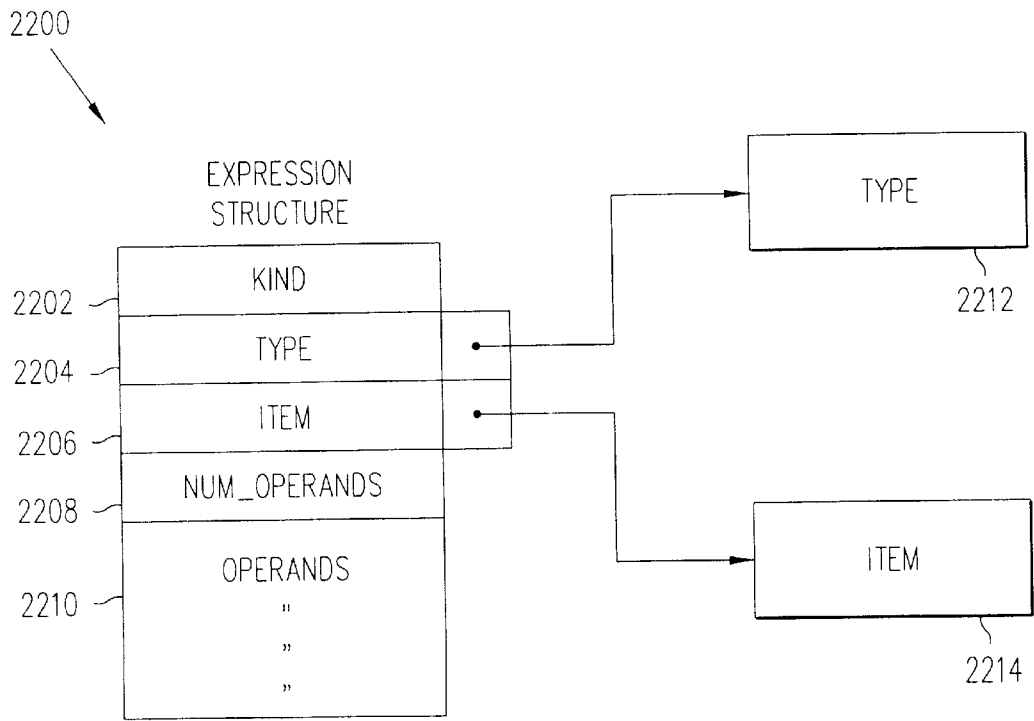 2200
EXPRESSION
STRUCTURE
KIND
2202
TYPE
2204
ITEM
2206
NUM_OPERANDS
2208
OPERANDS
2210
"
"
"
TYPE
2212
ITEM
2214